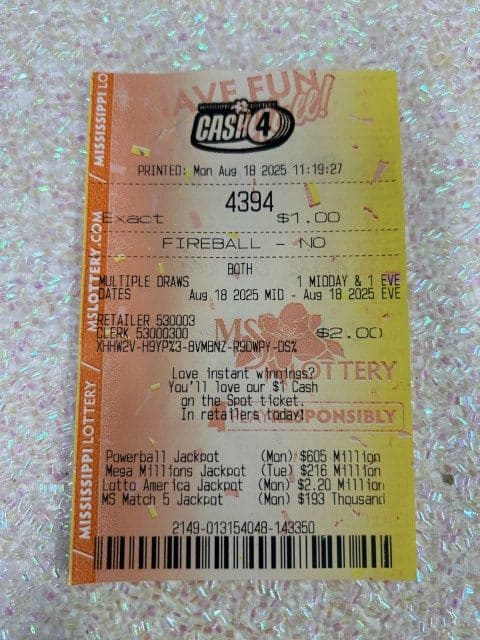 HAVE FUN
MISSISSIPPI LOTTERY
CASH 4
PRINTED: Mon Aug 18 2025 11:19:27
4394
Exact $1.00
FIREBALL - NO
BOTH
MULTIPLE DRAWS 1 MIDDAY & 1 EVE
DATES Aug 18 2025 MID - Aug 18 2025 EVE
RETAILER 530003
CLERK 53000300 $2.00
XHHW2V-H9YP%3-8VMBNZ-R9DWPY-DS%
MS
LOTTERY
Love instant winnings?
You'll love our $1 Cash
on the Spot ticket.
In retailers today!
RESPONSIBLY
Powerball Jackpot (Mon) $605 Million
Mega Millions Jackpot (Tue) $216 Million
Lotto America Jackpot (Mon) $2.20 Million
MS Match 5 Jackpot (Mon) $193 Thousand
2149-013154048-143350
MISSISSIPPI LO
MSLOTTERY.COM
MISSISSIPPI LOTTERY